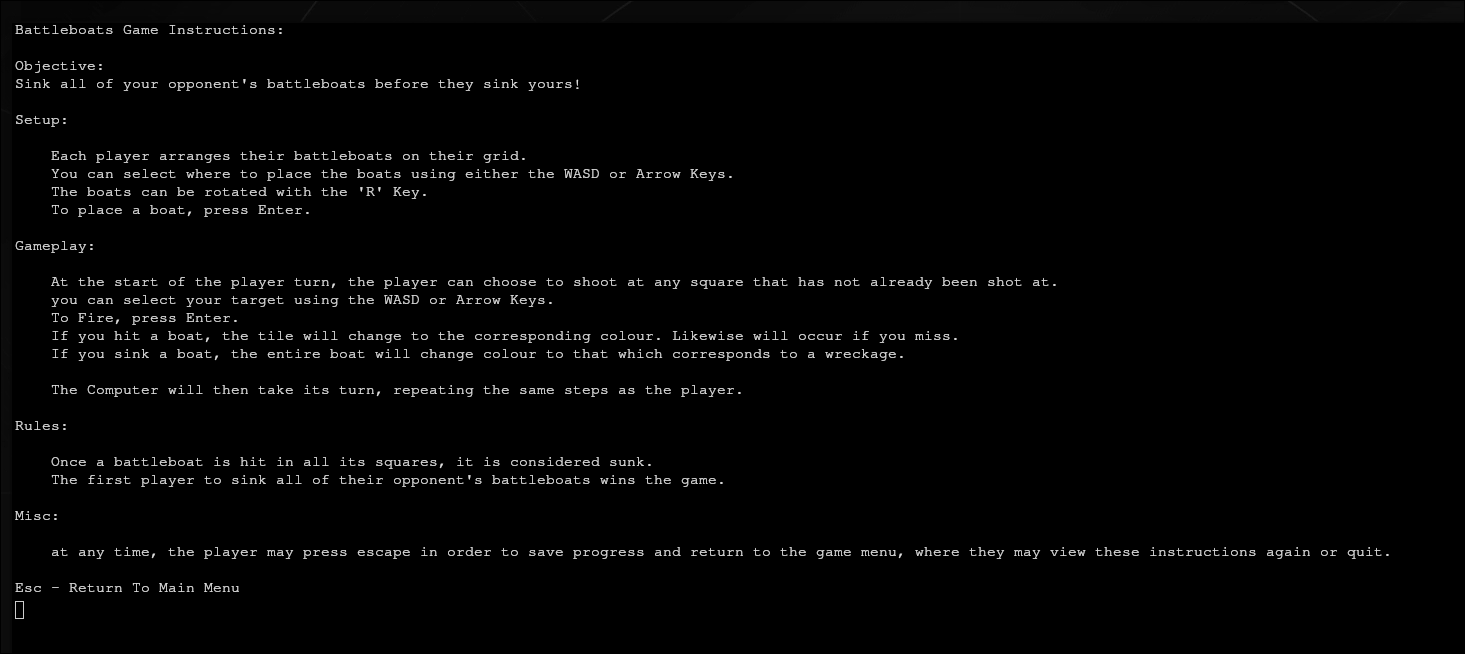 Battleboats Game Instructions:
Objective:
Sink all of your opponent's battleboats before they sink yours!
Setup:
Each player arranges their battleboats on their grid.
You can select where to place the boats using either the WASD or Arrow Keys.
The boats can be rotated with the 'R' Key.
To place a boat, press Enter.
Gameplay:
At the start of the player turn, the player can choose to shoot at any square that has not already been shot at.
you can select your target using the WASD or Arrow Keys.
To Fire, press Enter.
If you hit a boat, the tile will change to the corresponding colour. Likewise will occur if you miss.
If you sink a boat, the entire boat will change colour to that which corresponds to a wreckage.
The Computer will then take its turn, repeating the same steps as the player.
Rules:
Once a battleboat is hit in all its squares, it is considered sunk.
The first player to sink all of their opponent's battleboats wins the game.
Misc:
at any time, the player may press escape in order to save progress and return to the game menu, where they may view these instructions again or quit.
Esc - Return To Main Menu